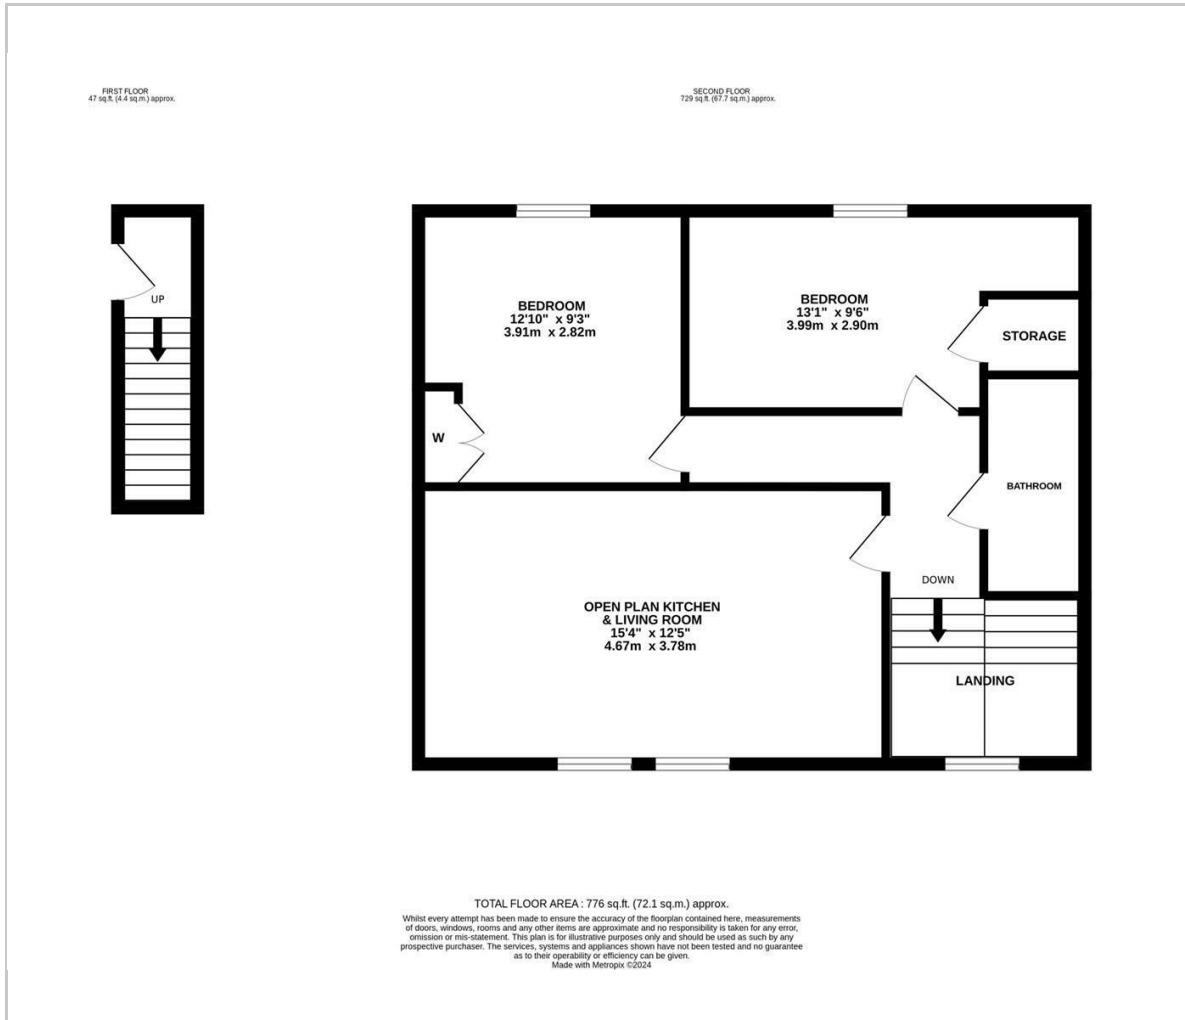 FIRST FLOOR
47 sq.ft. (4.4 sq.m.) approx.
SECOND FLOOR
729 sq.ft. (67.7 sq.m.) approx.
UP
BEDROOM
12'10" x 9'3"
3.91m x 2.82m
BEDROOM
13'1" x 9'6"
3.99m x 2.90m
STORAGE
W
BATHROOM
DOWN
OPEN PLAN KITCHEN
& LIVING ROOM
15'4" x 12'5"
4.67m x 3.78m
LANDING
TOTAL FLOOR AREA : 776 sq.ft. (72.1 sq.m.) approx.
Whilst every attempt has been made to ensure the accuracy of the floorplan contained here, measurements
of doors, windows, rooms and any other items are approximate and no responsibility is taken for any error,
omission or mis-statement. This plan is for illustrative purposes only and should be used as such by any
prospective purchaser. The services, systems and appliances shown have not been tested and no guarantee
as to their operability or efficiency can be given.
Made with Metropix ©2024